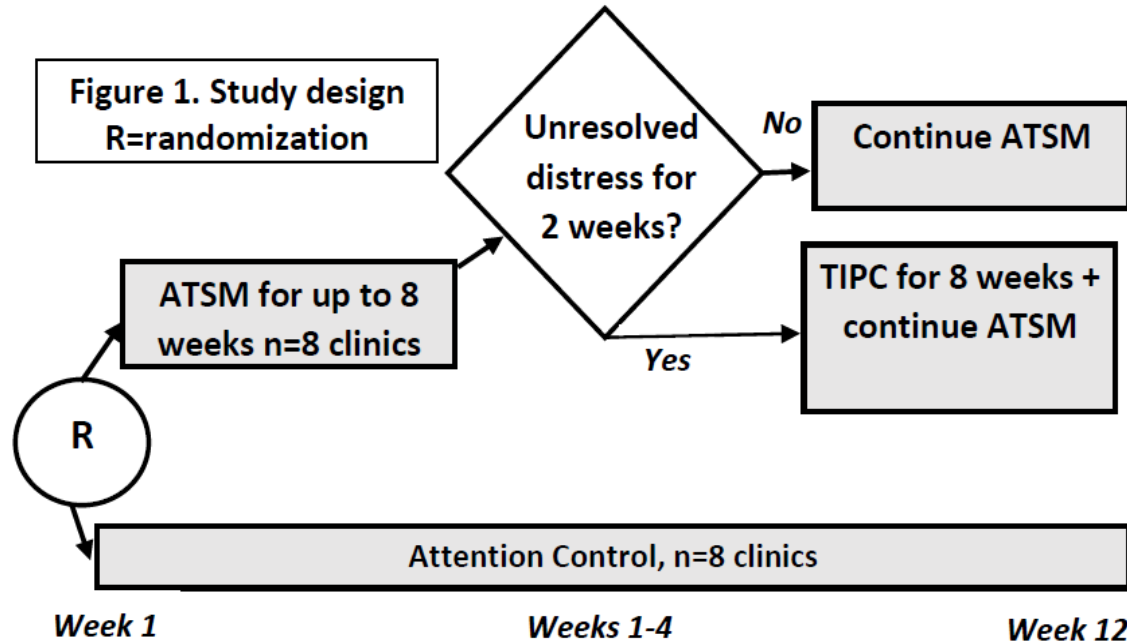 Figure 1. Study design
R=randomization
Unresolved
distress for
2 weeks?
No
Continue ATSM
ATSM for up to 8
weeks n=8 clinics
TIPC for 8 weeks +
continue ATSM
Yes
R
Attention Control, n=8 clinics
Week 1
Weeks 1-4
Week 12